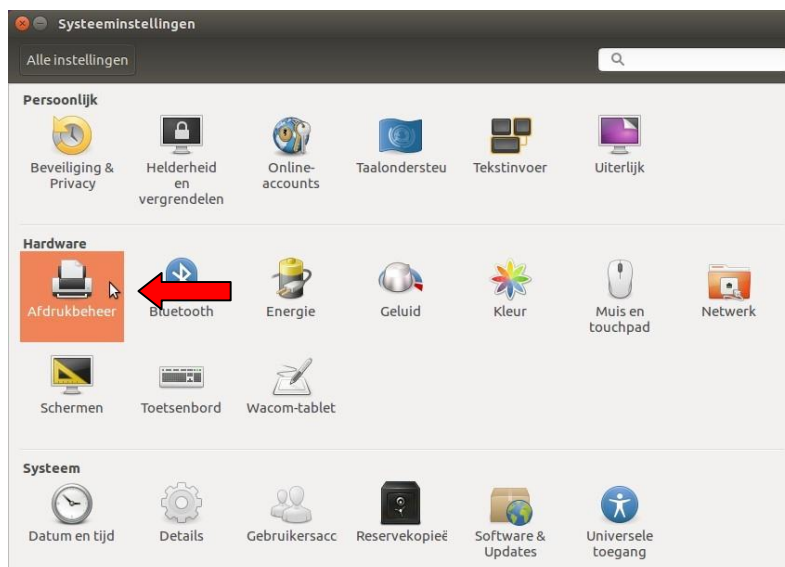 Systeeminstellingen
Alle instellingen
Persoonlijk
Beveiliging & Privacy
Helderheid en vergrendelen
Online-accounts
Taalondersteu
Tekstinvoer
Uiterlijk
Hardware
Afdrukbeheer
Bluetooth
Energie
Geluid
Kleur
Muis en touchpad
Netwerk
Schermen
Toetsenbord
Wacom-tablet
Systeem
Datum en tijd
Details
Gebruikersacc
Reservekopieë
Software & Updates
Universele toegang